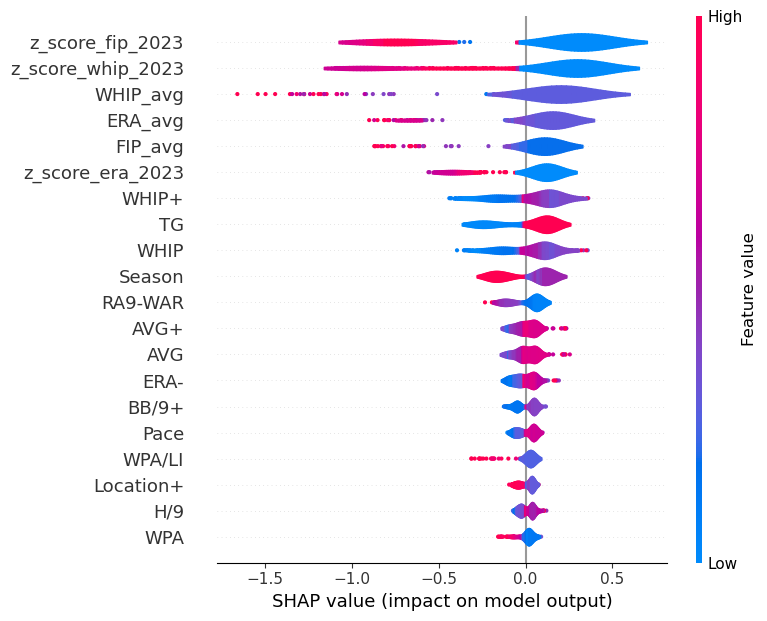 High
z_score_fip_2023
z_score_whip_2023
WHIP_avg
ERA_avg
FIP_avg
z_score_era_2023
WHIP+
TG
WHIP
Season
RA9-WAR
AVG+
AVG
ERA-
BB/9+
Pace
WPA/LI
Location+
H/9
WPA
Feature value
Low
−1.5 −1.0 −0.5 0.0 0.5
SHAP value (impact on model output)